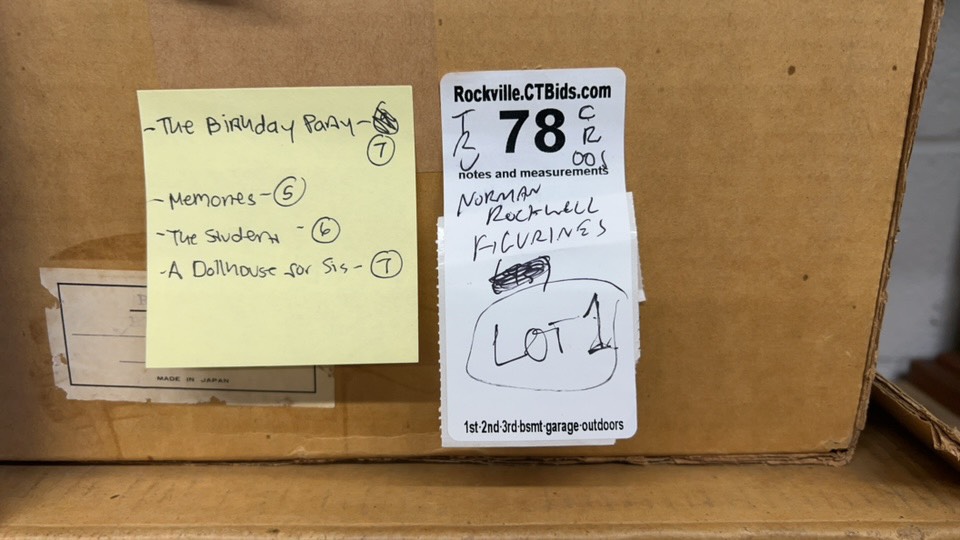 - The Birthday Party -
7
- Memories - 5
- The Student - 6
- A Dollhouse for Sis - 7
MADE IN JAPAN
Rockville.CTBids.com
78
notes and measurements
NORMAN
ROCKWELL
FIGURINES
LOT 1
1st-2nd-3rd-bsmt-garage-outdoors